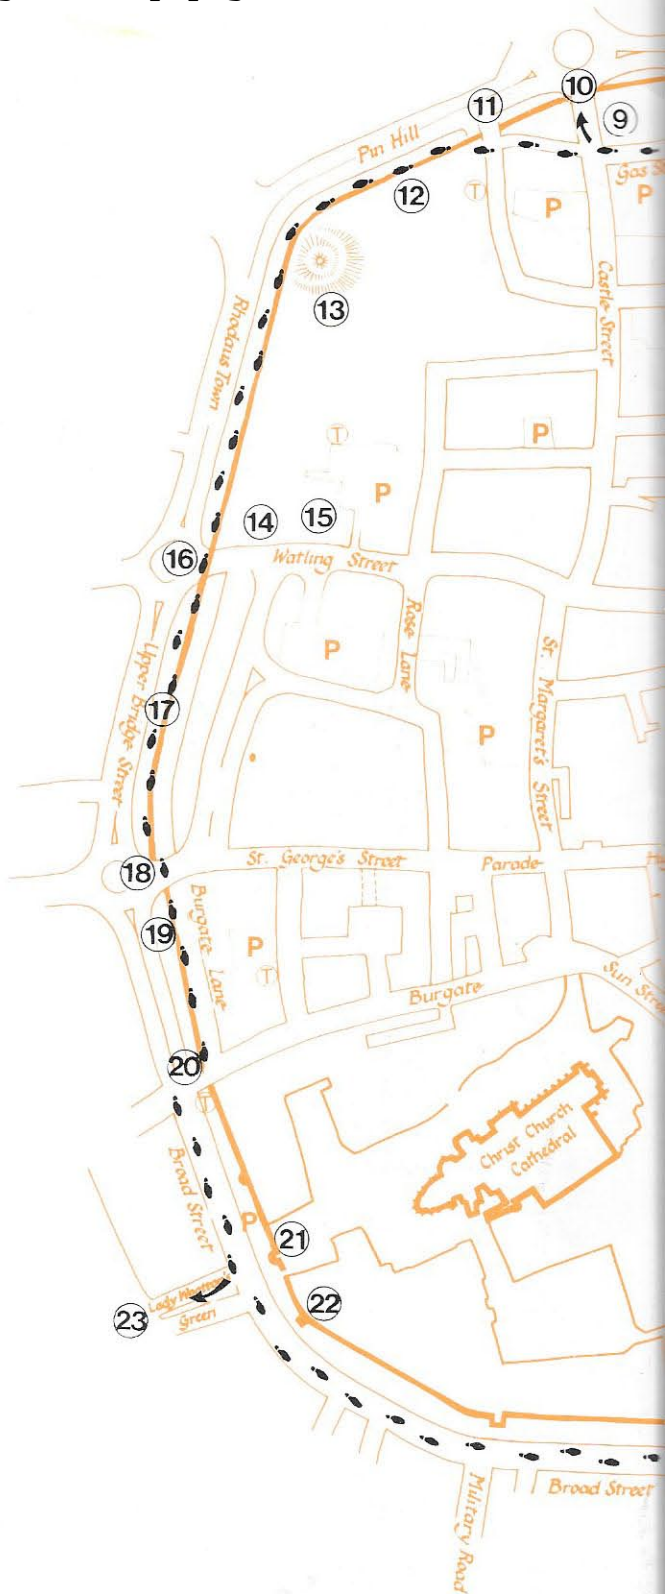 10
11
9
Pin Hill
Gas
12
T
P
P
13
Castle
Street
Rhodaus Town
P
T
P
14
15
16
Watling Street
Rose Lane
P
St. Margaret's
Street
Upper Bridge Street
17
P
18
St. George's Street
Parade
19
Burgate Lane
P
T
Burgate
Sun
20
T
Christ Church
Cathedral
Broad Street
P
21
22
23
Lady
Green
Broad Street
Military Road